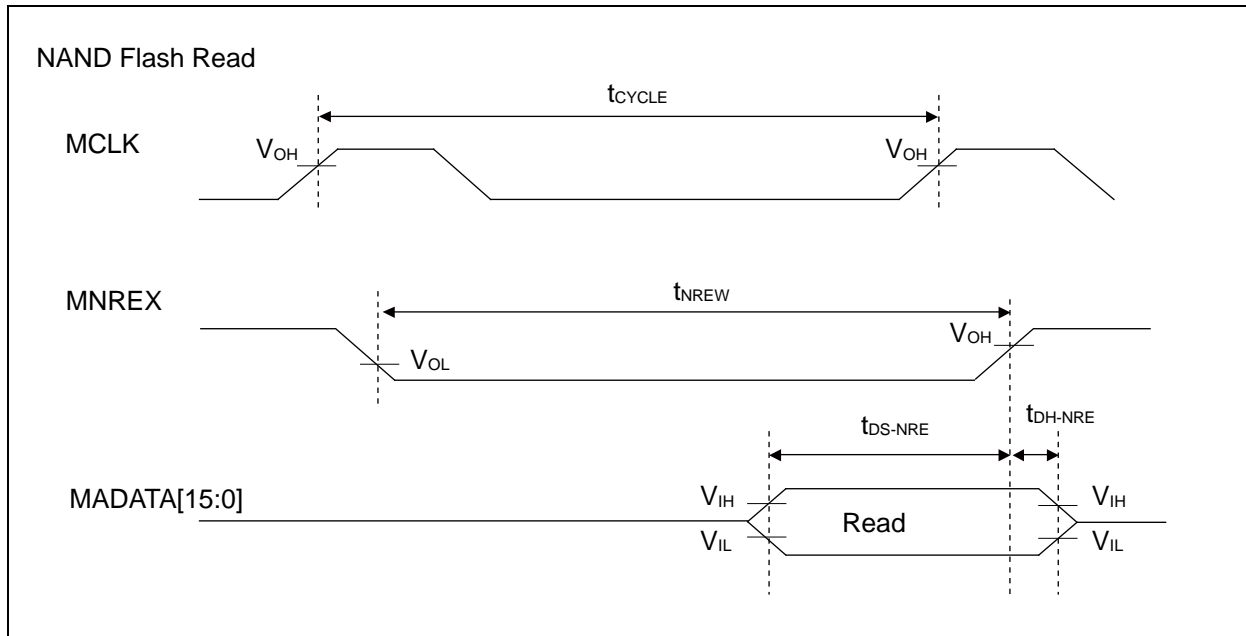 NAND Flash Read
tCYCLE
MCLK
VOH
VOH
tNREW
MNREX
VOH
VOL
tDH-NRE
tDS-NRE
MADATA[15:0]
VIH
VIH
Read
VIL
VIL